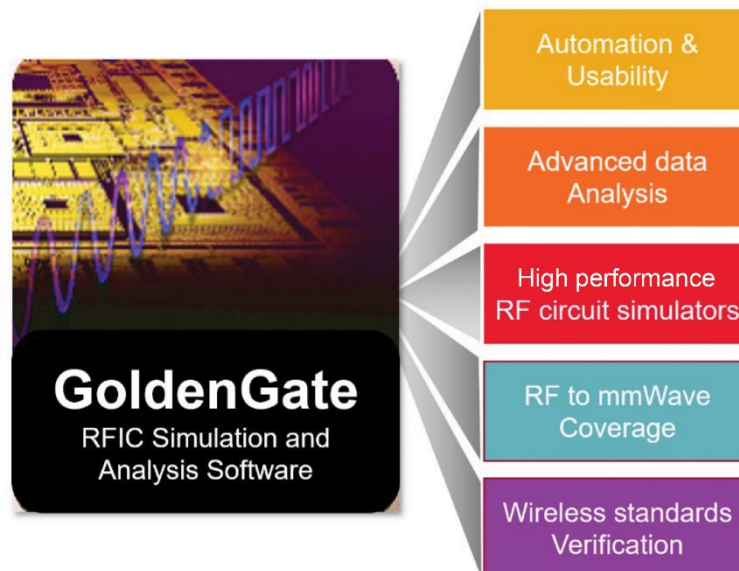 GoldenGate
RFIC Simulation and
Analysis Software
Automation &
Usability
Advanced data
Analysis
High performance
RF circuit simulators
RF to mmWave
Coverage
Wireless standards
Verification